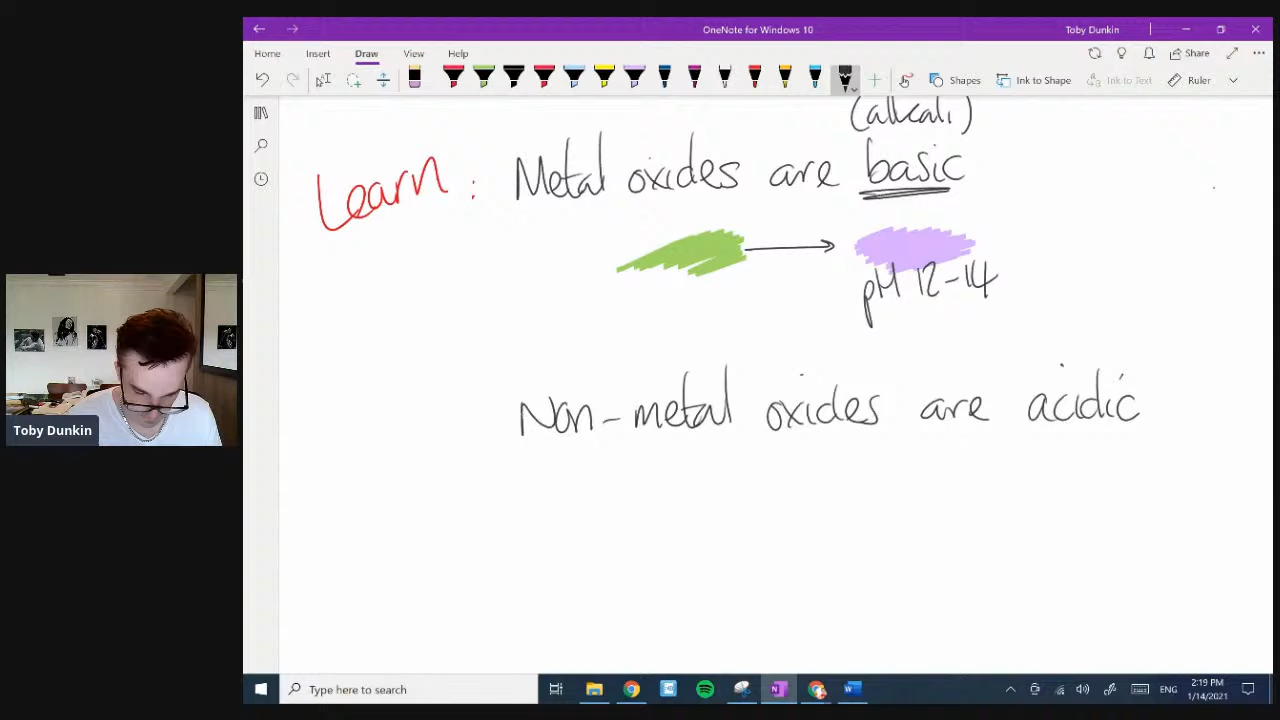 OneNote for Windows 10
Toby Dunkin
Home Insert Draw View Help
Share
Shapes
Ink to Shape
Ink to Text
Ruler
(alkali)
Learn: Metal oxides are basic
pH 12-14
Non-metal oxides are acidic
Toby Dunkin
Type here to search
ENG
2:19 PM
1/14/2021